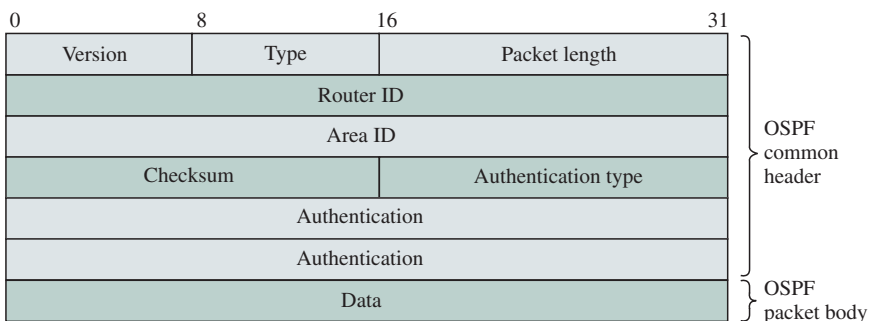 0 8 16 31
Version Type Packet length
Router ID
Area ID
Checksum Authentication type
Authentication
Authentication
Data
OSPF
common
header
OSPF
packet body